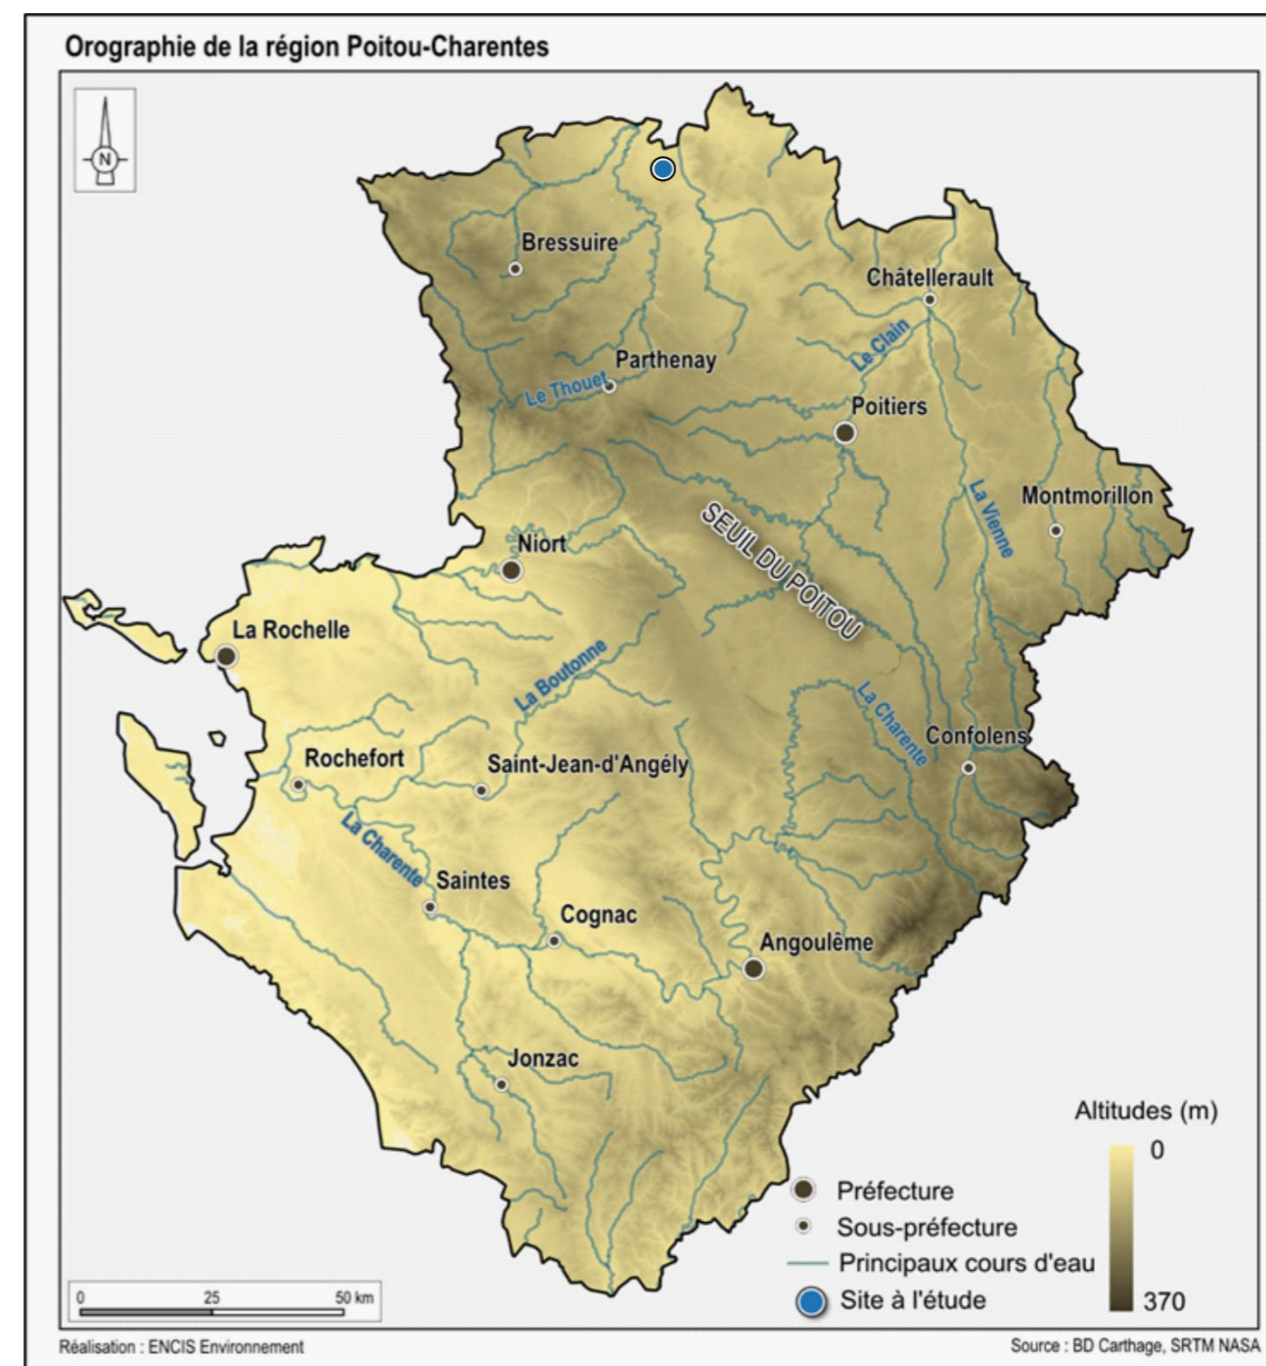 Orographie de la région Poitou-Charentes
N
Bressuire
Châtellerault
Le Clain
Parthenay
Le Thouet
Poitiers
La Vienne
Montmorillon
SEUIL DU POITOU
Niort
La Rochelle
La Boutonne
La Charente
Confolens
Rochefort
Saint-Jean-d'Angély
La Charente
Saintes
Cognac
Angoulême
Jonzac
Altitudes (m)
0
370
Préfecture
Sous-préfecture
Principaux cours d'eau
Site à l'étude
0 25 50 km
Réalisation : ENCIS Environnement
Source : BD Carthage, SRTM NASA